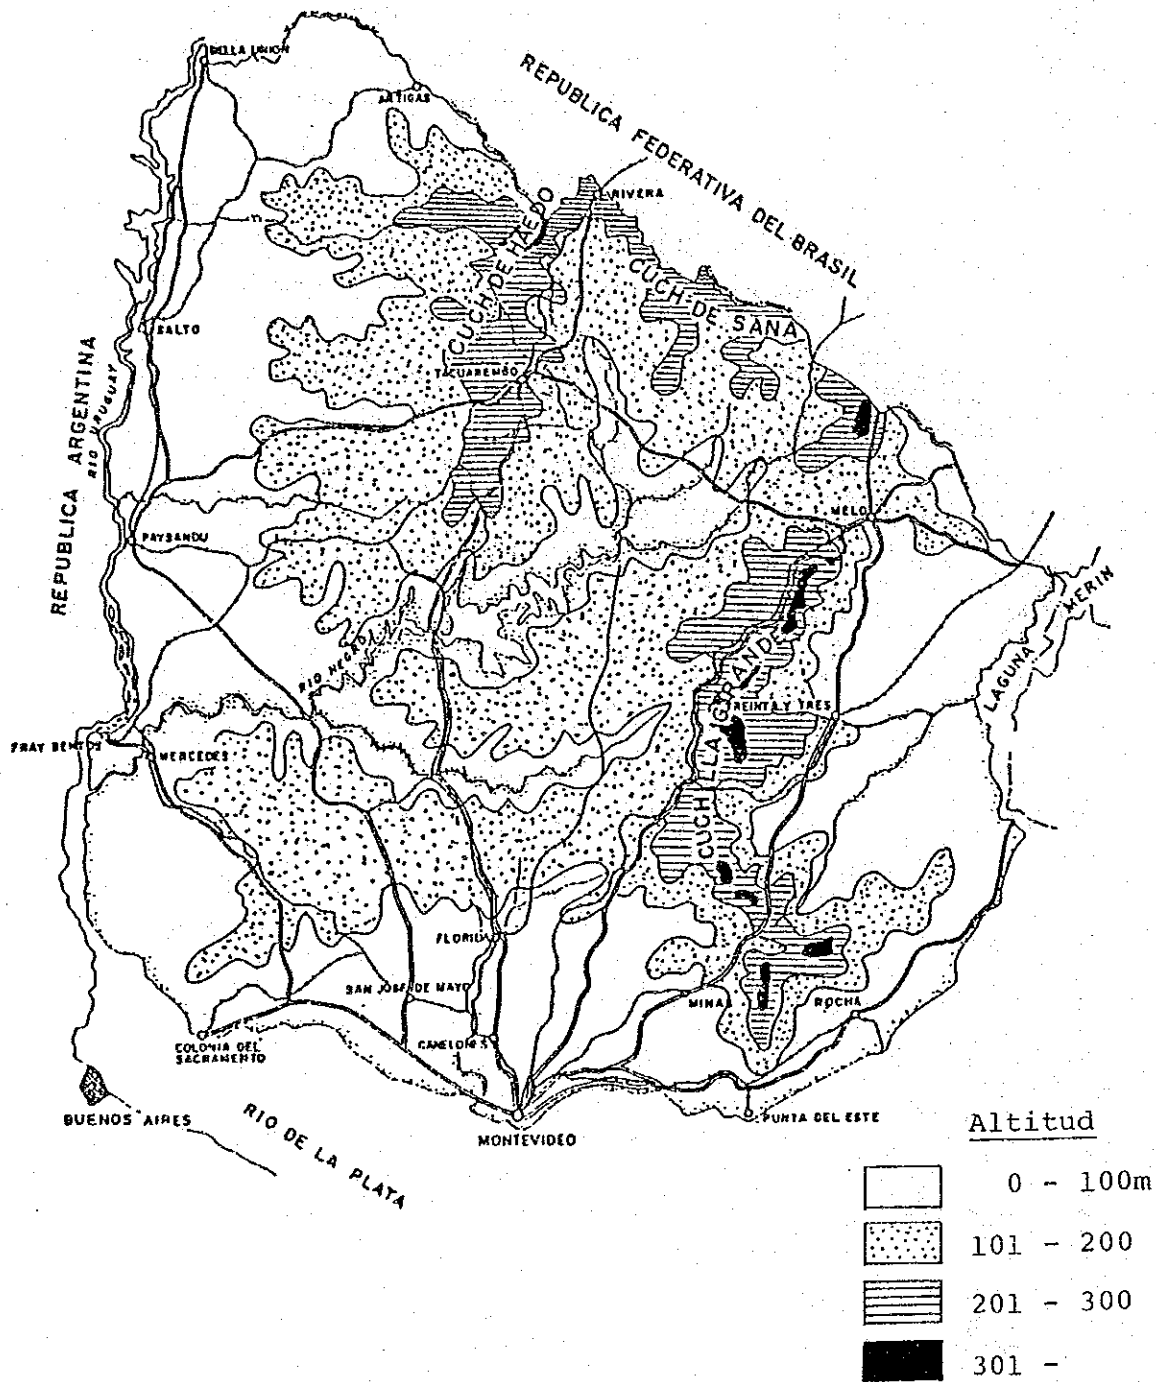 BELLA UNION
ARTIGAS
REPUBLICA FEDERATIVA DEL BRASIL
RIVERA
CUCH DE HAEDO
CUCH DE SANA
SALTO
TACUAREMBO
REPUBLICA ARGENTINA
RIO URUGUAY
PAYSANDU
MELO
MERIN
LAGUNA
RIO NEGRO
CUCHILLA GRANDE
REINTA Y TRES
FRAY BENTOS
MERCEDES
FLORID
SAN JOSE DE MAYO
MINAS
ROCHA
COLONIA DEL
SACRAMENTO
CANELONES
BUENOS AIRES
RIO DE LA PLATA
MONTEVIDEO
PUNTA DEL ESTE
Altitud
0 - 100m
101 - 200
201 - 300
301 -